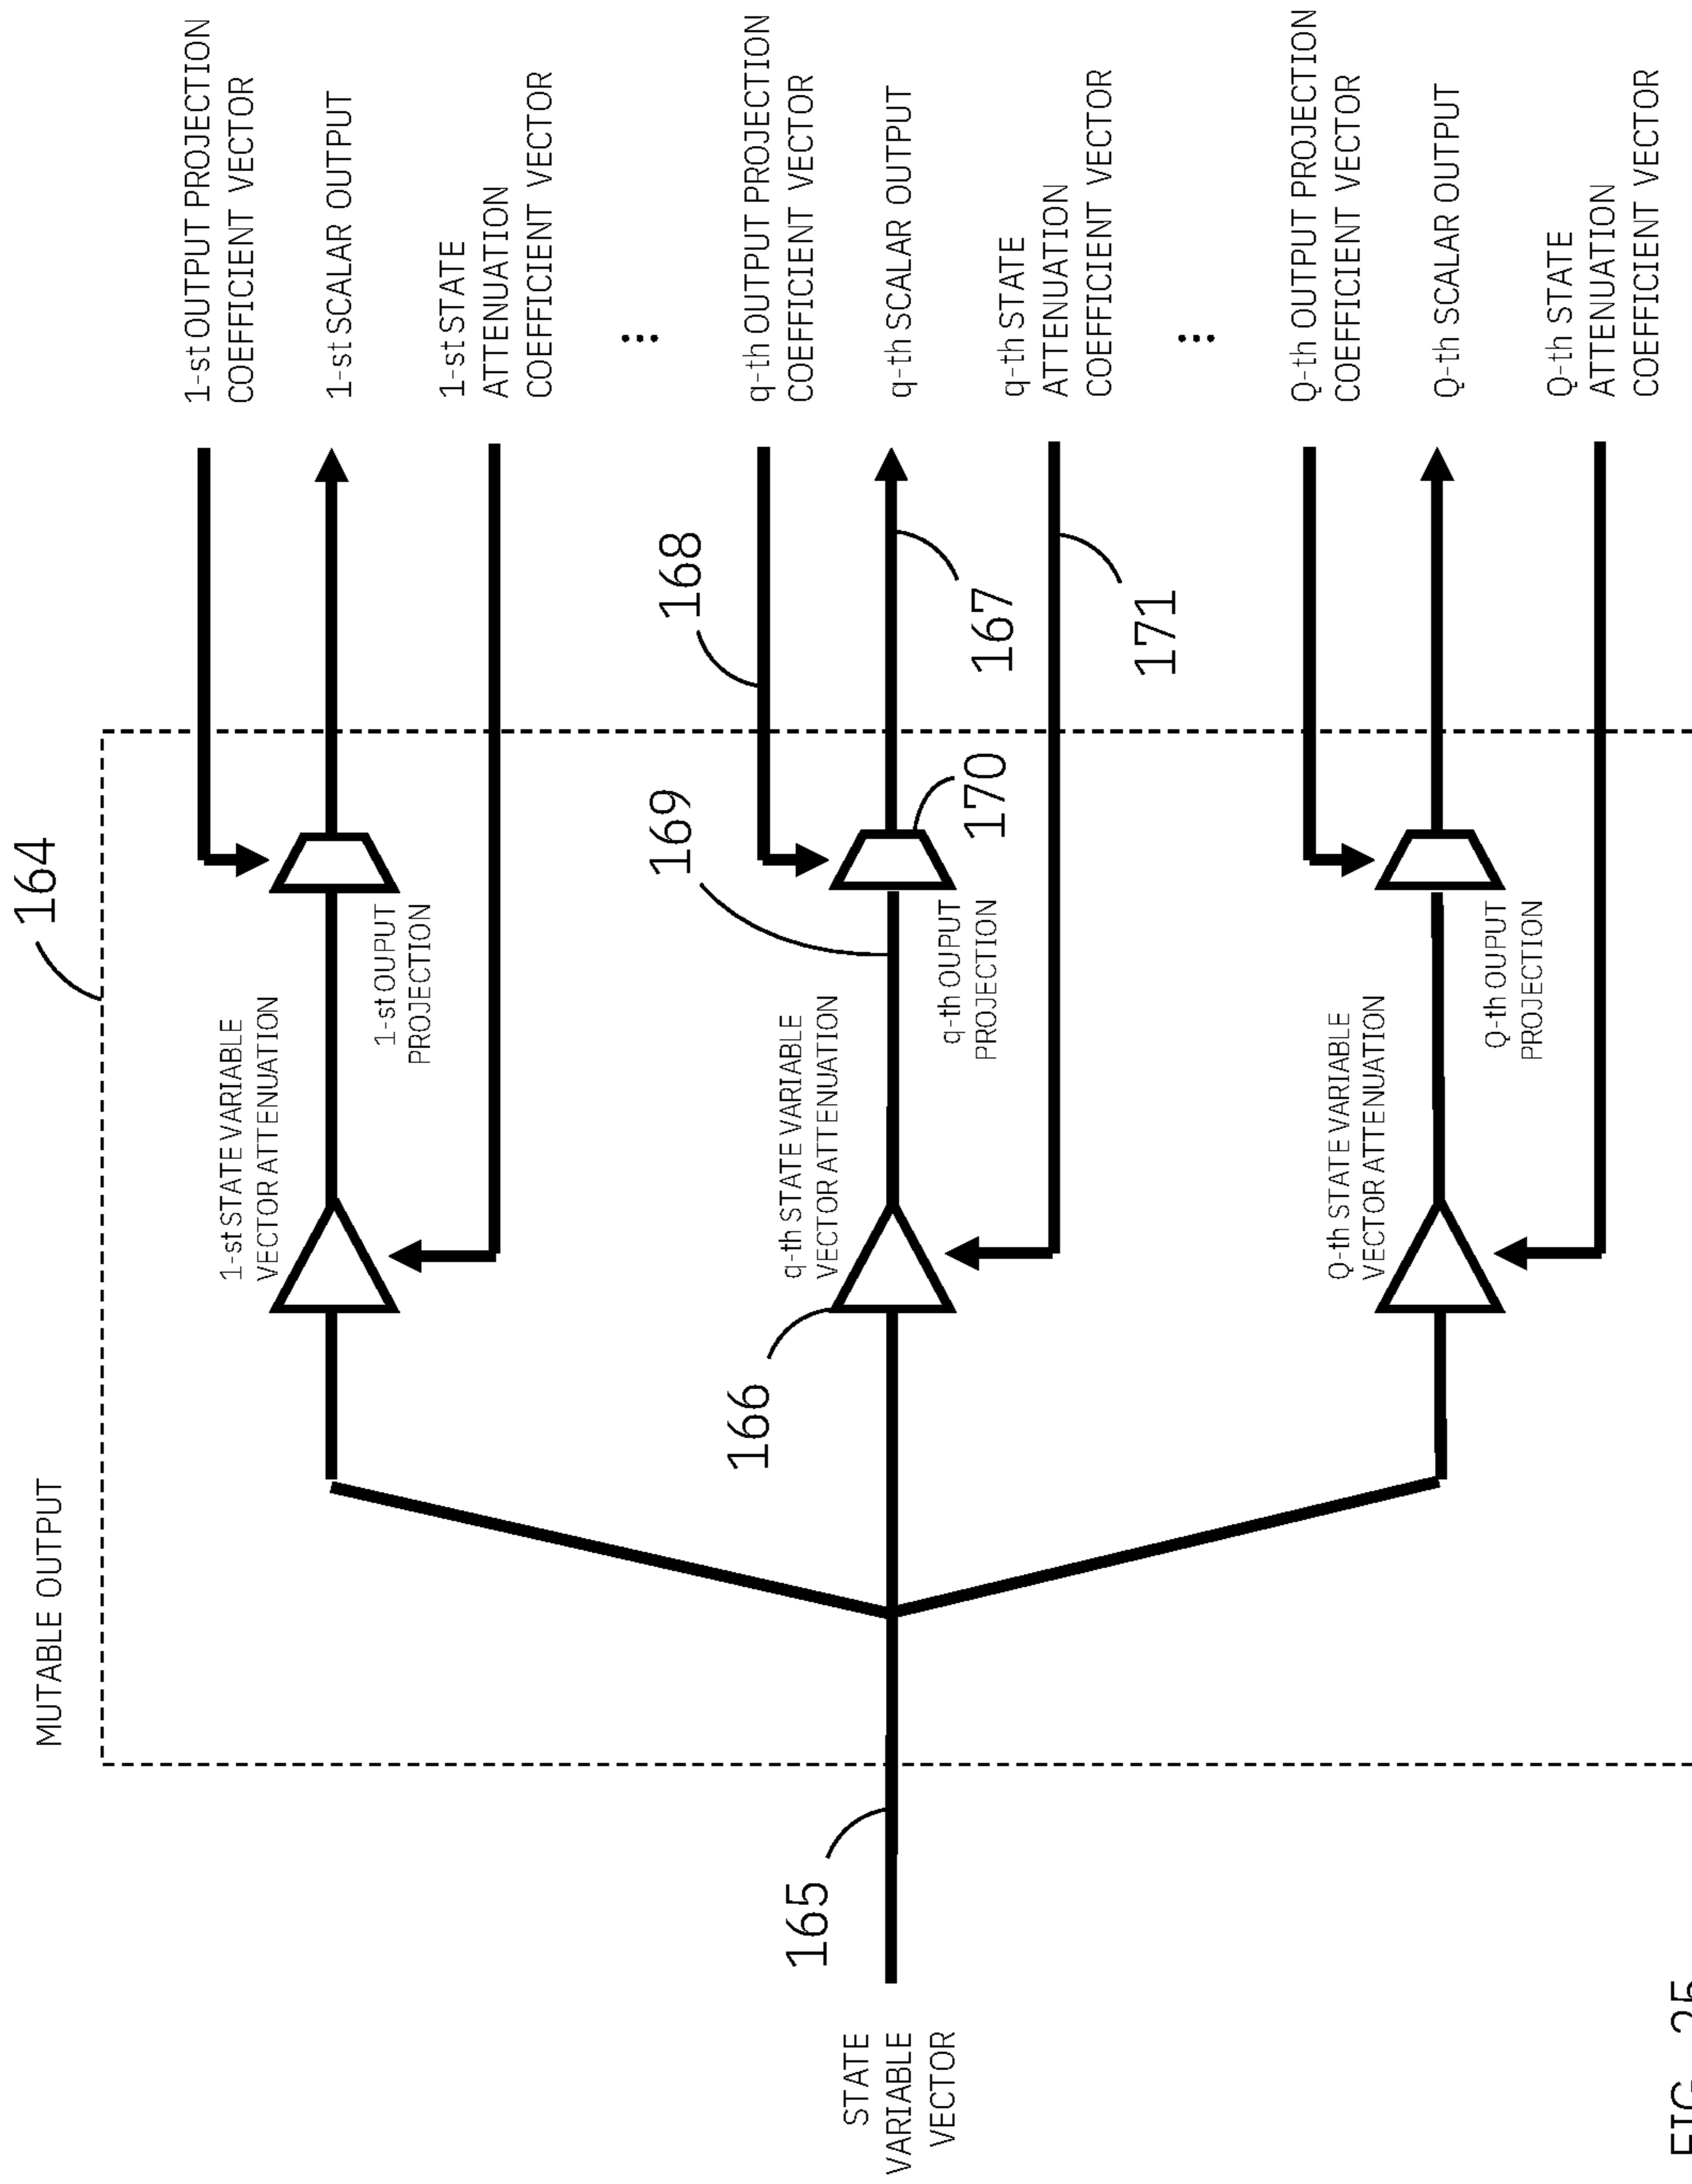 MUTABLE OUTPUT
164
1-st OUTPUT PROJECTION
COEFFICIENT VECTOR
1-st STATE VARIABLE
VECTOR ATTENUATION
1-st SCALAR OUTPUT
1-st OUPUT
PROJECTION
1-st STATE
ATTENUATION
COEFFICIENT VECTOR
⋮
168
169
q-th OUTPUT PROJECTION
COEFFICIENT VECTOR
166
q-th STATE VARIABLE
VECTOR ATTENUATION
165
STATE
VARIABLE
VECTOR
q-th SCALAR OUTPUT
q-th OUPUT
PROJECTION
170
167
q-th STATE
ATTENUATION
COEFFICIENT VECTOR
171
⋮
Q-th OUTPUT PROJECTION
COEFFICIENT VECTOR
Q-th STATE VARIABLE
VECTOR ATTENUATION
Q-th SCALAR OUTPUT
Q-th OUPUT
PROJECTION
Q-th STATE
ATTENUATION
COEFFICIENT VECTOR
FIG. 25